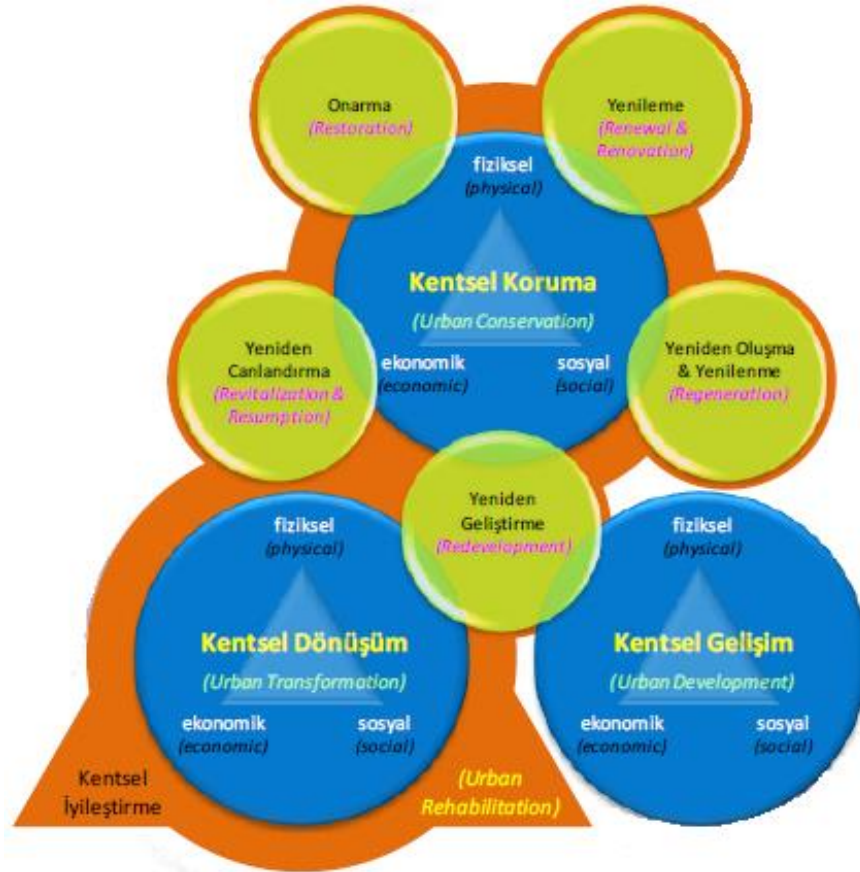 Onarma
(Restoration)
Yenileme
(Renewal &
Renovation)
fiziksel
(physical)
Kentsel Koruma
(Urban Conservation)
ekonomik
(economic)
sosyal
(social)
Yeniden
Canlandırma
(Revitalization &
Resumption)
Yeniden Oluşma
& Yenilenme
(Regeneration)
Yeniden
Geliştirme
(Redevelopment)
fiziksel
(physical)
Kentsel Dönüşüm
(Urban Transformation)
ekonomik
(economic)
sosyal
(social)
fiziksel
(physical)
Kentsel Gelişim
(Urban Development)
ekonomik
(economic)
sosyal
(social)
Kentsel
İyileştirme
(Urban
Rehabilitation)